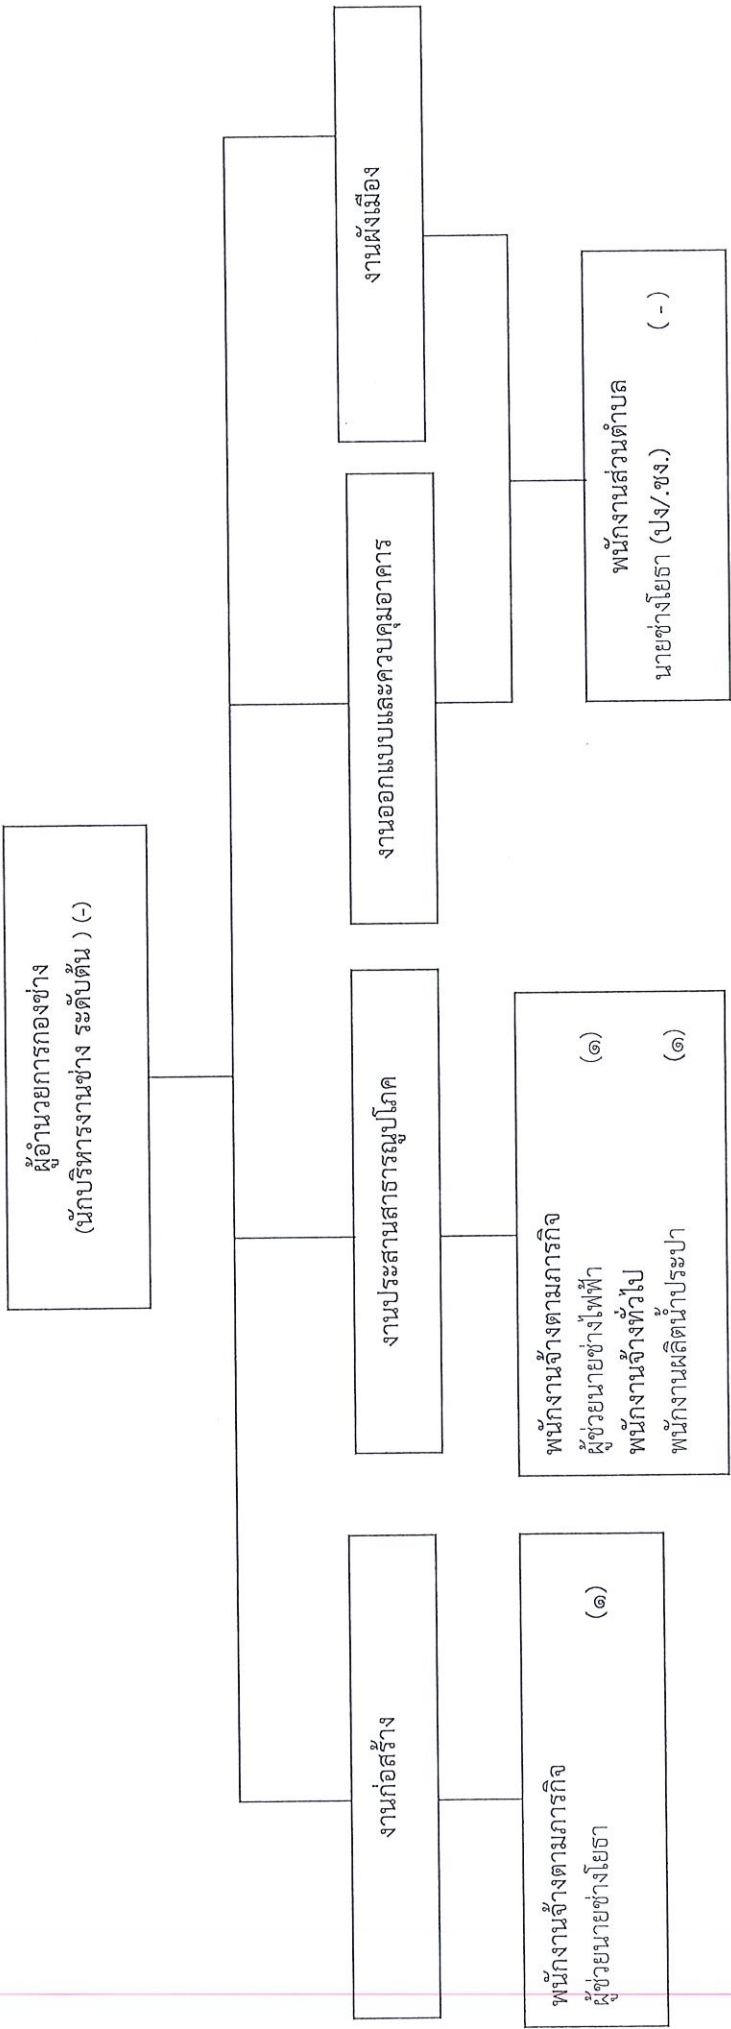 ผู้อำนวยการกองช่าง
(นักบริหารงานช่าง ระดับต้น ) (-)
งานก่อสร้าง
งานประสานสาธารณูปโภค
งานออกแบบและควบคุมอาคาร
งานผังเมือง
พนักงานจ้างตามภารกิจ
ผู้ช่วยนายช่างโยธา (๑)
พนักงานจ้างตามภารกิจ
ผู้ช่วยนายช่างไฟฟ้า (๑)
พนักงานจ้างทั่วไป
พนักงานผลิตน้ำประปา (๑)
พนักงานส่วนตำบล
นายช่างโยธา (ปง/.ชง.) ( - )